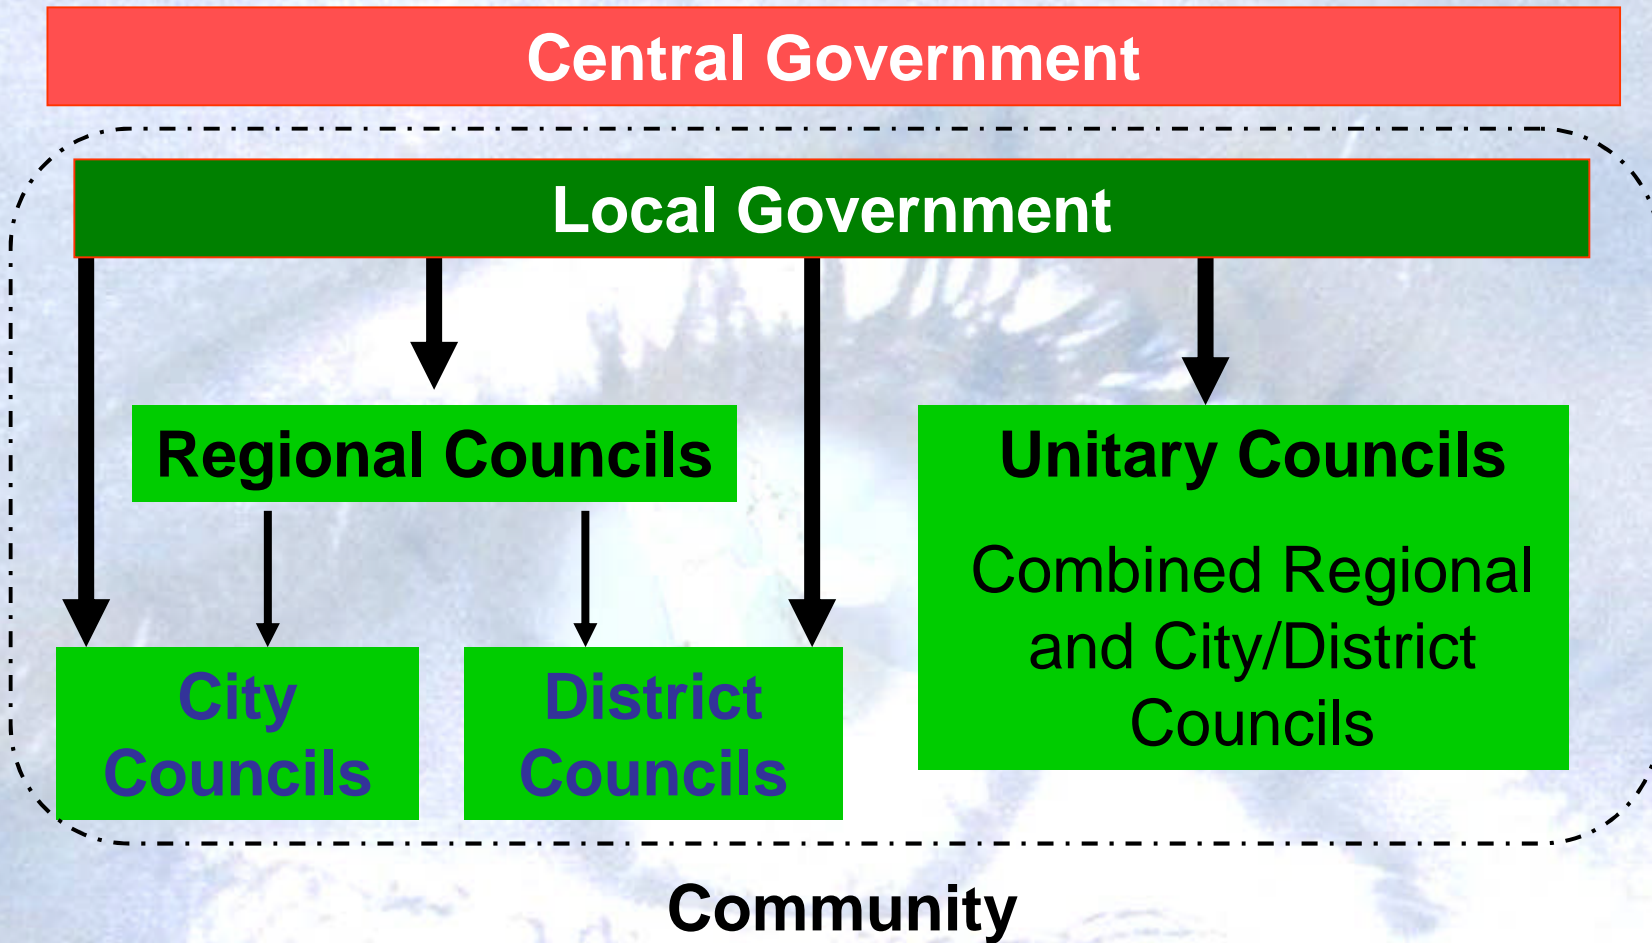 Central Government
Local Government
Regional Councils
Unitary Councils
Combined Regional
and City/District
Councils
City
Councils
District
Councils
Community